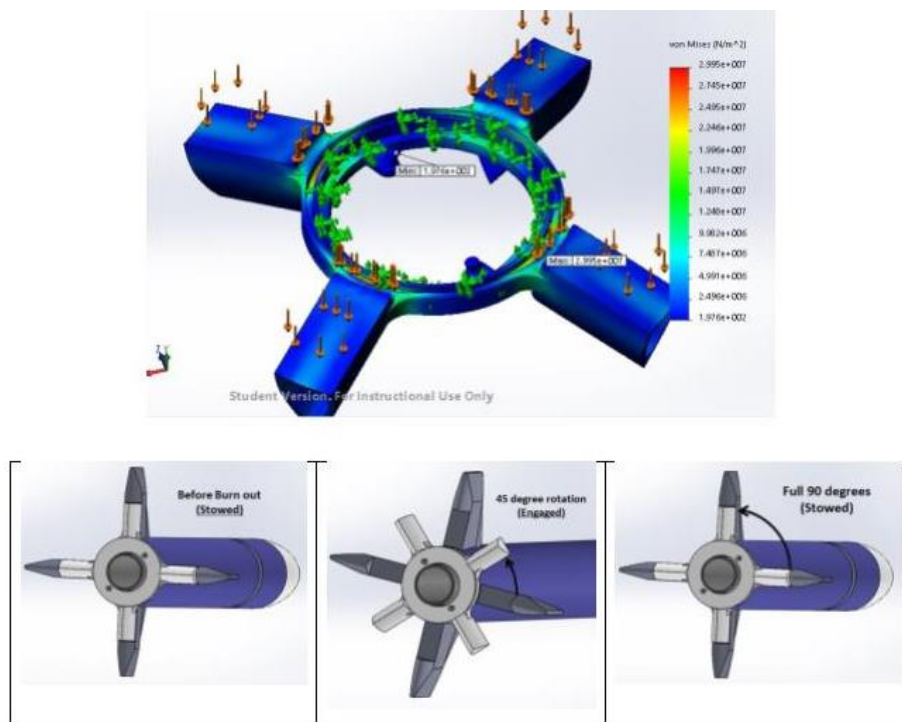 von Mises (N/m^2)
2.995e+007
2.745e+007
2.495e+007
2.246e+007
1.996e+007
1.747e+007
1.497e+007
1.248e+007
9.982e+006
7.487e+006
4.991e+006
2.496e+006
1.976e+002
Min: 1.976e+002
Max: 2.995e+007
Student Version. For Instructional Use Only
Before Burn out
(Stowed)
45 degree rotation
(Engaged)
Full 90 degrees
(Stowed)